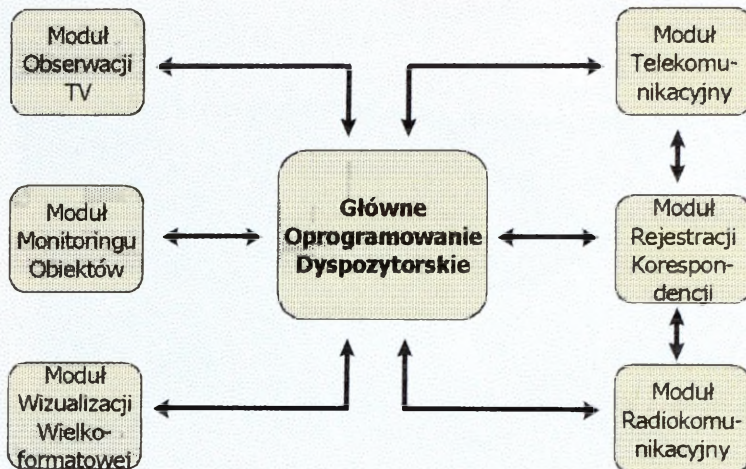 Moduł
Obserwacji
TV
Moduł
Monitoringu
Obiektów
Moduł
Wizualizacji
Wielko-
formatowej
Główne
Oprogramowanie
Dyspozytorskie
Moduł
Telekomu-
nikacyjny
Moduł
Rejestracji
Korespon-
dencji
Moduł
Radiokomu-
nikacyjny